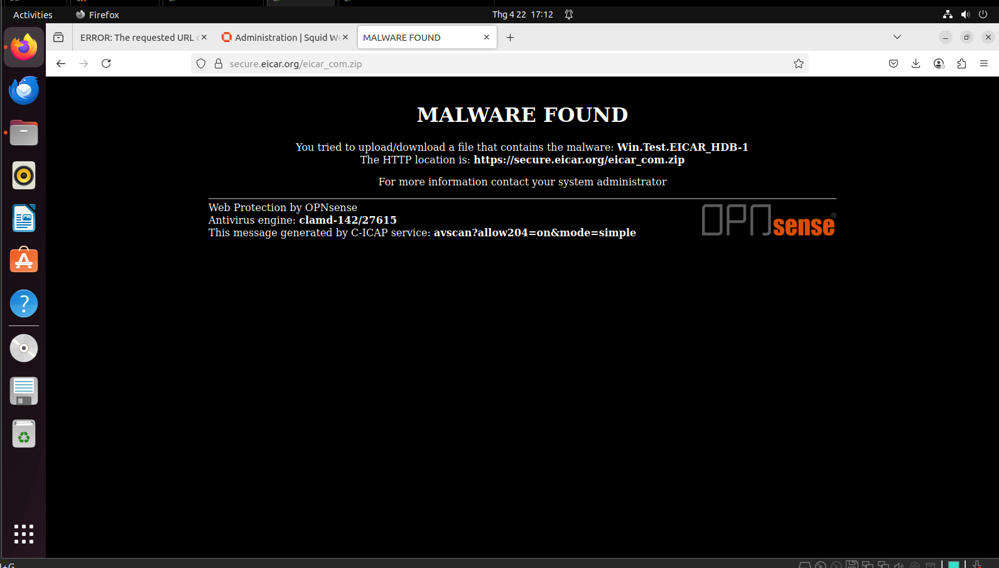 Activities
Firefox
Thg 4 22 17:12
ERROR: The requested URL c
Administration | Squid We
MALWARE FOUND
secure.eicar.org/eicar_com.zip
MALWARE FOUND
You tried to upload/download a file that contains the malware: Win.Test.EICAR_HDB-1
The HTTP location is: https://secure.eicar.org/eicar_com.zip
For more information contact your system administrator
Web Protection by OPNsense
Antivirus engine: clamd-142/27615
This message generated by C-ICAP service: avscan?allow204=on&mode=simple
OPNsense®